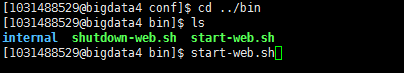 [1031488529@bigdata4 conf]$ cd ../bin
[1031488529@bigdata4 bin]$ ls
internal  shutdown-web.sh  start-web.sh
[1031488529@bigdata4 bin]$ start-web.sh